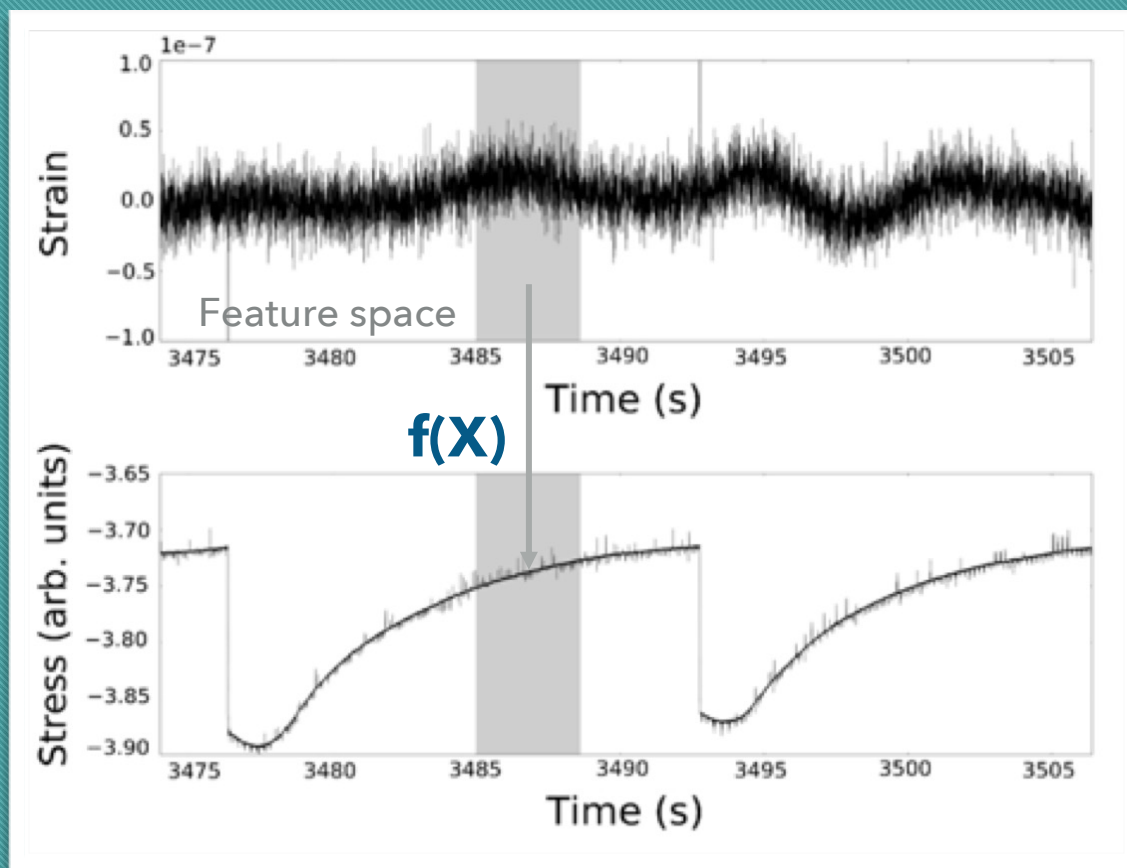 1e−7
1.0
0.5
0.0
−0.5
−1.0
Strain
Feature space
3475 3480 3485 3490 3495 3500 3505
Time (s)
f(X)
−3.65
−3.70
−3.75
−3.80
−3.85
−3.90
Stress (arb. units)
3475 3480 3485 3490 3495 3500 3505
Time (s)